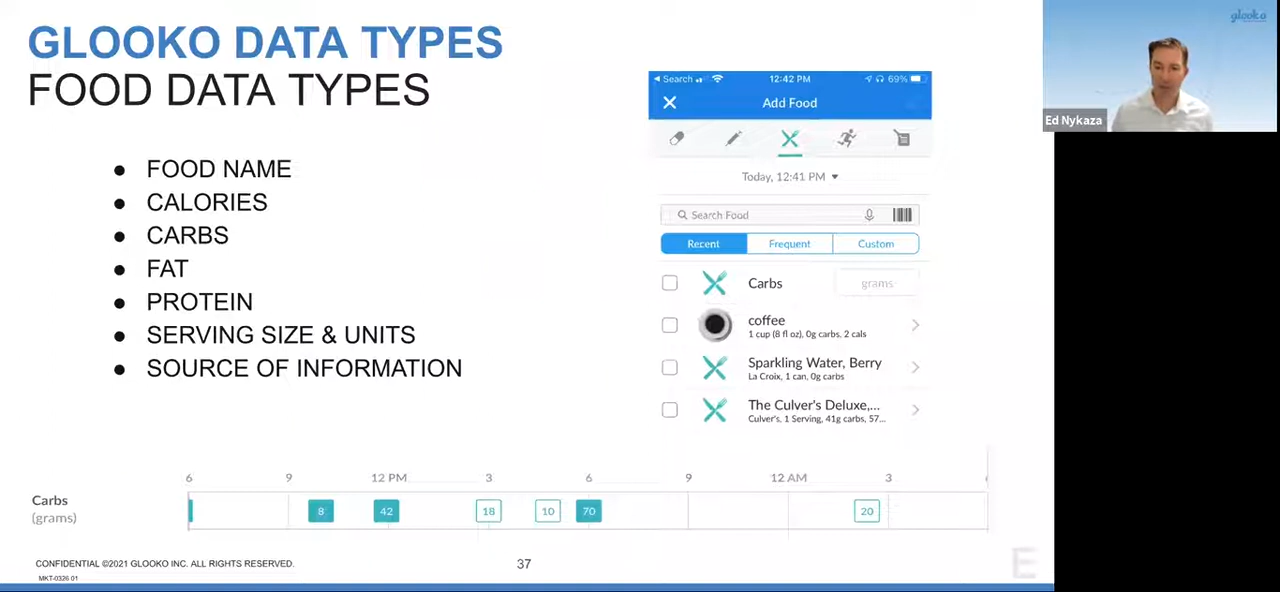 GLOOKO DATA TYPES
FOOD DATA TYPES
• FOOD NAME
• CALORIES
• CARBS
• FAT
• PROTEIN
• SERVING SIZE & UNITS
• SOURCE OF INFORMATION
Search
12:42 PM
69%
Add Food
Today, 12:41 PM
Search Food
Recent
Frequent
Custom
Carbs
grams
coffee
1 cup (8 fl oz), 0g carbs, 2 cals
Sparkling Water, Berry
La Croix, 1 can, 0g carbs
The Culver's Deluxe,...
Culver's, 1 Serving, 41g carbs, 57...
6 9 12 PM 3 6 9 12 AM 3
Carbs
(grams)
8 42 18 10 70 20
CONFIDENTIAL ©2021 GLOOKO INC. ALL RIGHTS RESERVED.
37
MKT-0326 01
E
glooko
Ed Nykaza